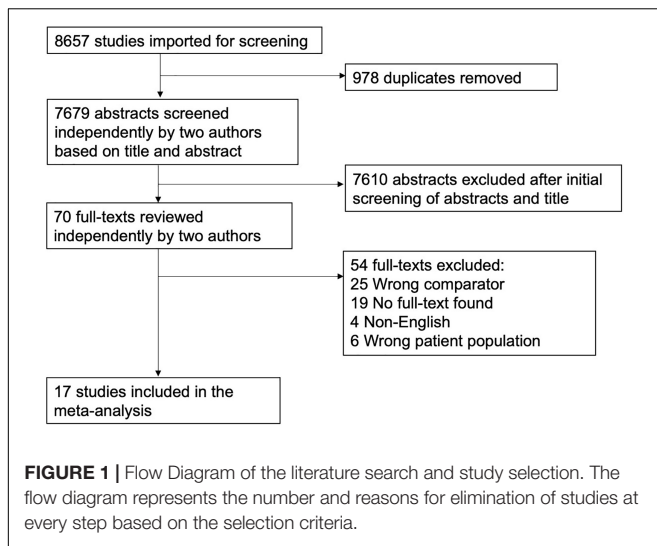 8657 studies imported for screening
978 duplicates removed
7679 abstracts screened
independently by two authors
based on title and abstract
7610 abstracts excluded after initial
screening of abstracts and title
70 full-texts reviewed
independently by two authors
54 full-texts excluded:
25 Wrong comparator
19 No full-text found
4 Non-English
6 Wrong patient population
17 studies included in the
meta-analysis
FIGURE 1 | Flow Diagram of the literature search and study selection. The
flow diagram represents the number and reasons for elimination of studies at
every step based on the selection criteria.